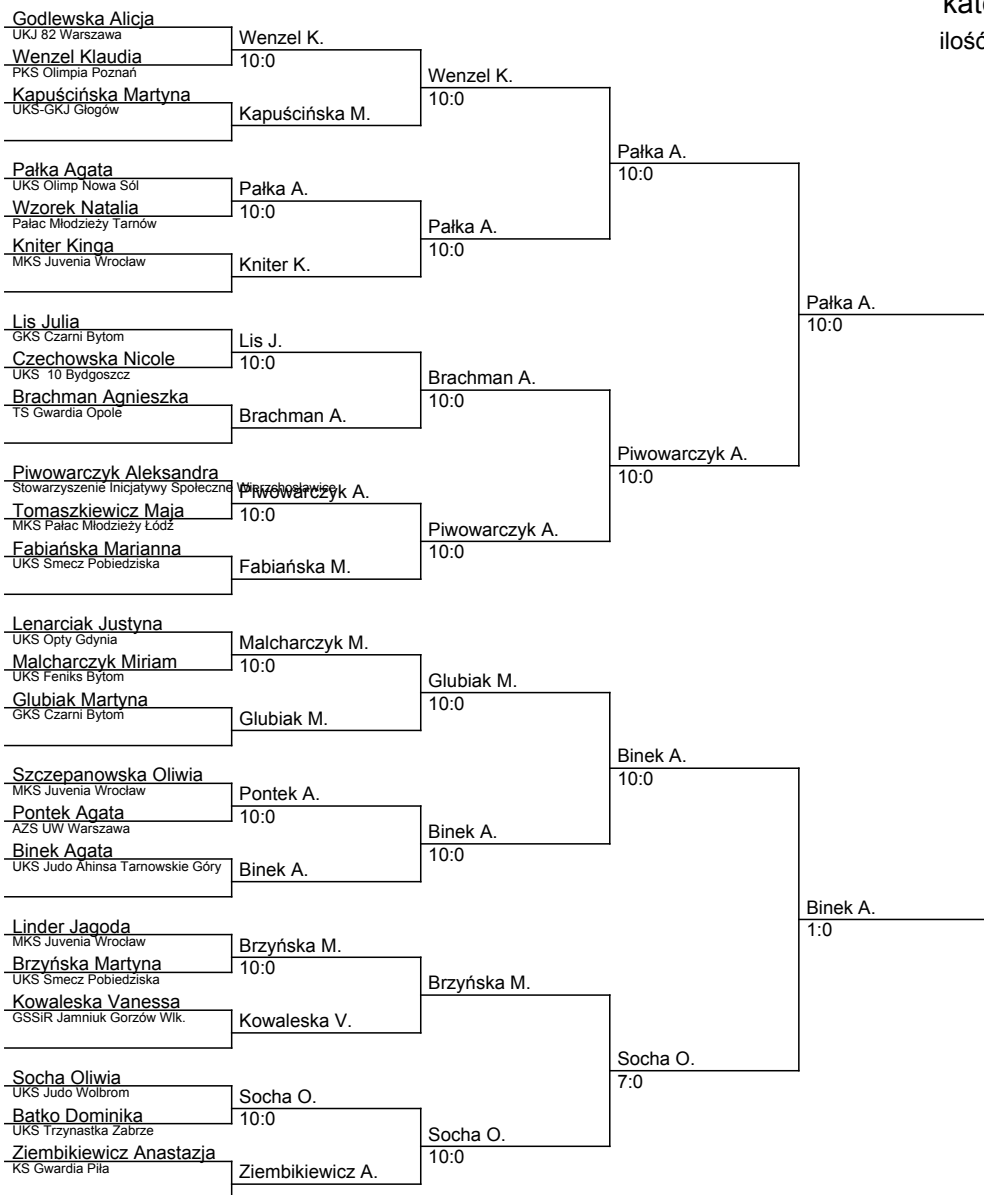 kate
ilość
Godlewska Alicja
UKJ 82 Warszawa
Wenzel Klaudia
PKS Olimpia Poznań
Kapuścińska Martyna
UKS-GKJ Głogów
Pałka Agata
UKS Olimp Nowa Sól
Wzorek Natalia
Pałac Młodzieży Tarnów
Kniter Kinga
MKS Juvenia Wrocław
Lis Julia
GKS Czarni Bytom
Czechowska Nicole
UKS 10 Bydgoszcz
Brachman Agnieszka
TS Gwardia Opole
Piwowarczyk Aleksandra
Stowarzyszenie Inicjatywy Społeczne Wierzchosławice
Tomaszkiewicz Maja
MKS Pałac Młodzieży Łódź
Fabiańska Marianna
UKS Smecz Pobiedziska
Lenarciak Justyna
UKS Opty Gdynia
Malcharczyk Miriam
UKS Feniks Bytom
Glubiak Martyna
GKS Czarni Bytom
Szczepanowska Oliwia
MKS Juvenia Wrocław
Pontek Agata
AZS UW Warszawa
Binek Agata
UKS Judo Ahinsa Tarnowskie Góry
Linder Jagoda
MKS Juvenia Wrocław
Brzyńska Martyna
UKS Smecz Pobiedziska
Kowaleska Vanessa
GSSiR Jamniuk Gorzów Wlk.
Socha Oliwia
UKS Judo Wolbrom
Batko Dominika
UKS Trzynastka Zabrze
Ziembikiewicz Anastazja
KS Gwardia Piła
Wenzel K.
10:0
Kapuścińska M.
Pałka A.
10:0
Kniter K.
Lis J.
10:0
Brachman A.
Piwowarczyk A.
10:0
Fabiańska M.
Malcharczyk M.
10:0
Glubiak M.
Pontek A.
10:0
Binek A.
Brzyńska M.
10:0
Kowaleska V.
Socha O.
10:0
Ziembikiewicz A.
Wenzel K.
10:0
Pałka A.
10:0
Brachman A.
10:0
Piwowarczyk A.
10:0
Glubiak M.
10:0
Binek A.
10:0
Brzyńska M.
Socha O.
10:0
Pałka A.
10:0
Piwowarczyk A.
10:0
Binek A.
10:0
Socha O.
7:0
Pałka A.
10:0
Binek A.
1:0